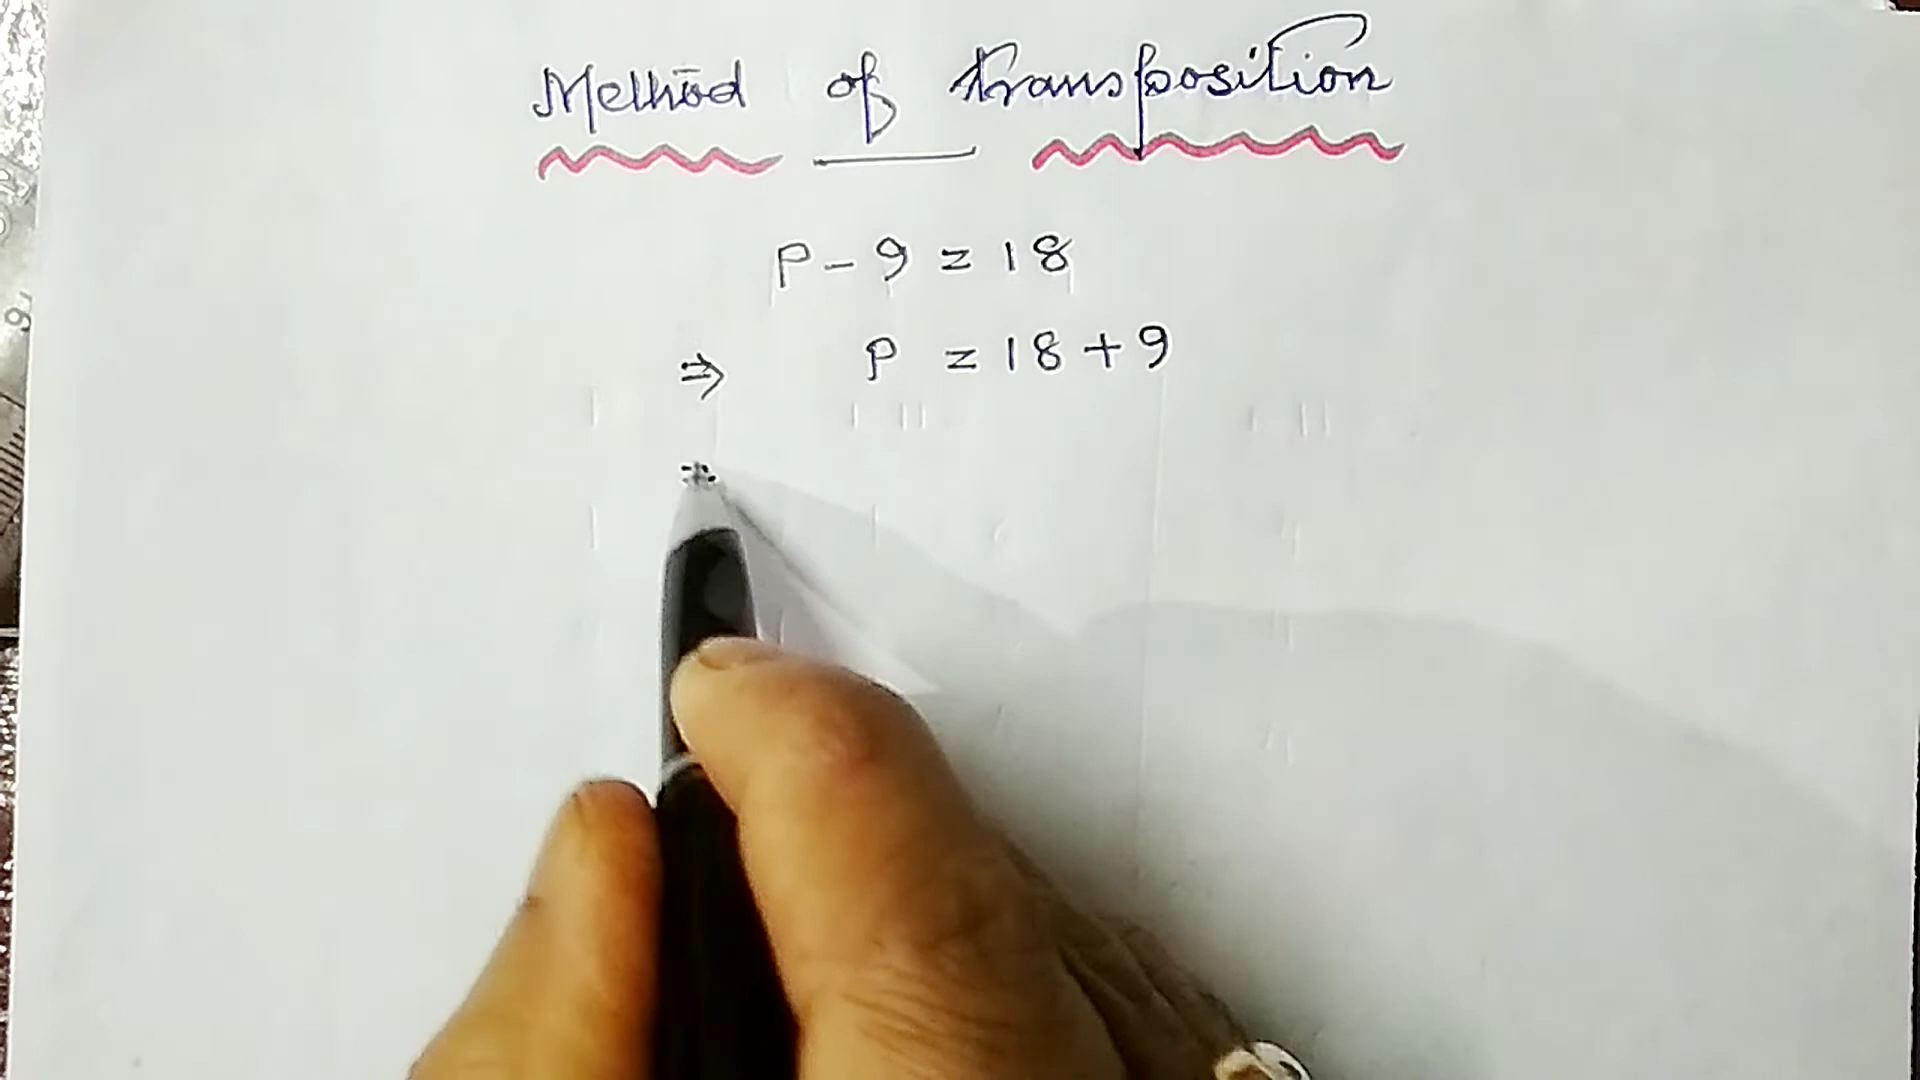 Method of transposition
P - 9 = 18
⇒ P = 18 + 9